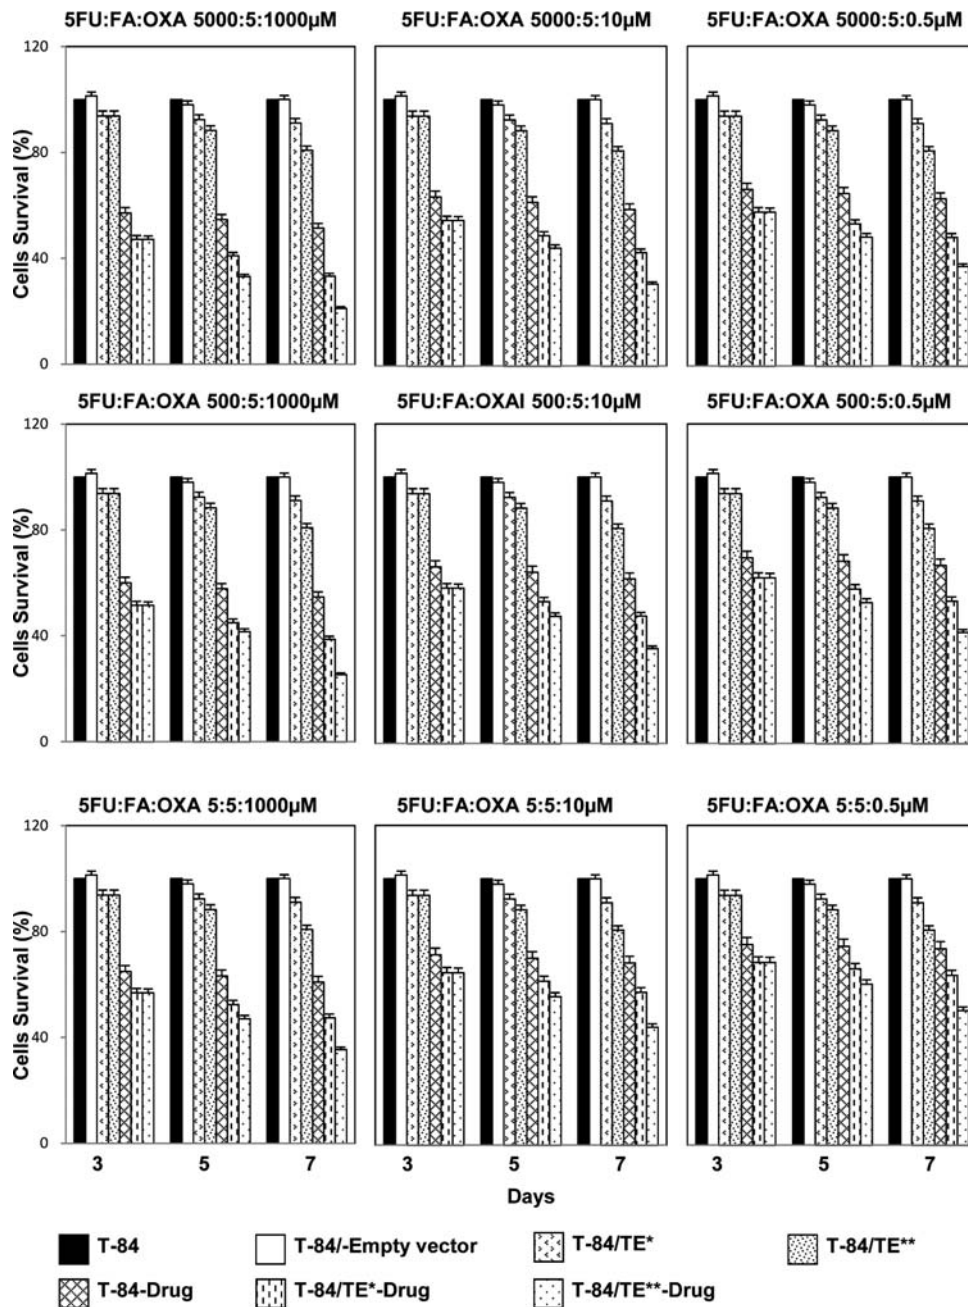 5FU:FA:OXA 5000:5:1000µM 5FU:FA:OXA 5000:5:10µM 5FU:FA:OXA 5000:5:0.5µM
120
80
40
0
Cells Survival (%)
5FU:FA:OXA 500:5:1000µM 5FU:FA:OXAI 500:5:10µM 5FU:FA:OXA 500:5:0.5µM
120
80
40
0
Cells Survival (%)
5FU:FA:OXA 5:5:1000µM 5FU:FA:OXA 5:5:10µM 5FU:FA:OXA 5:5:0.5µM
120
80
40
0
Cells Survival (%)
3 5 7 3 5 7 3 5 7
Days
T-84 T-84/-Empty vector T-84/TE* T-84/TE**
T-84-Drug T-84/TE*-Drug T-84/TE**-Drug